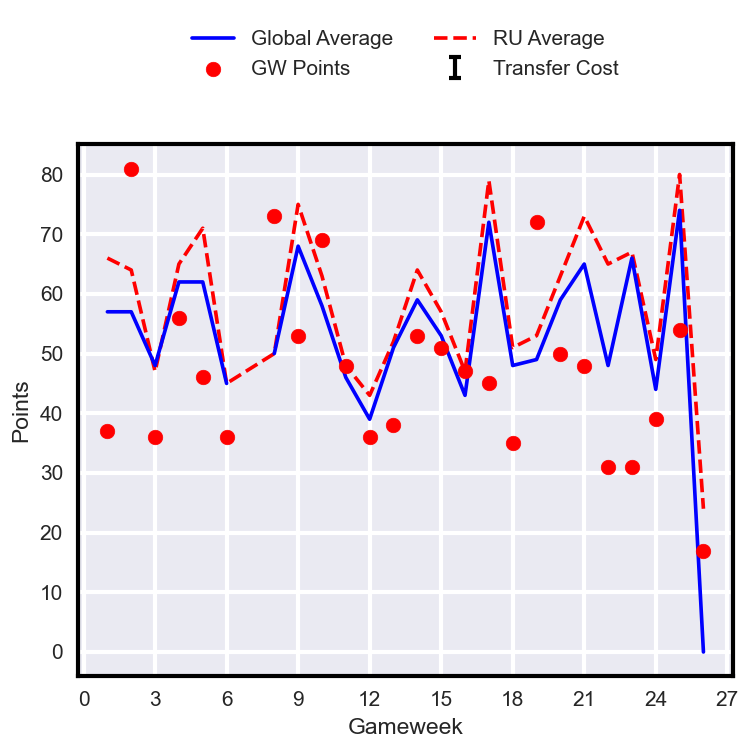 Global Average
RU Average
GW Points
Transfer Cost
80
70
60
50
40
30
20
10
0
Points
0 3 6 9 12 15 18 21 24 27
Gameweek